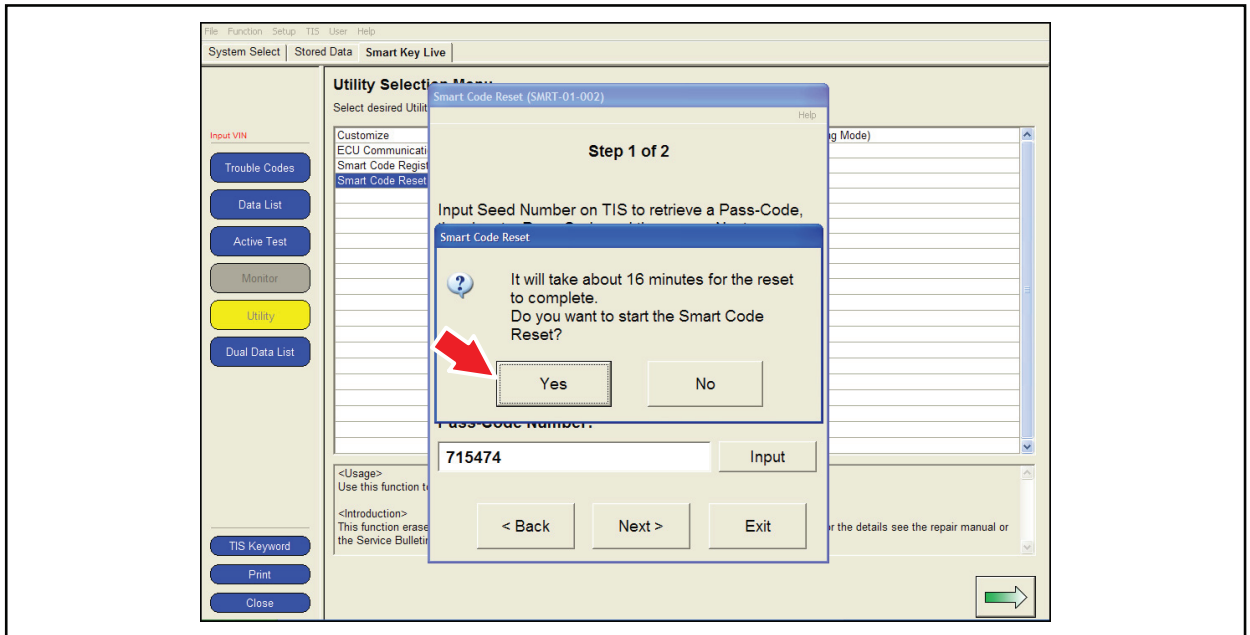 File Function Setup TIS User Help
System Select Stored Data Smart Key Live
Utility Selection Menu
Select desired Utilit
Input VIN
Trouble Codes
Data List
Active Test
Monitor
Utility
Dual Data List
TIS Keyword
Print
Close
Customize
ECU Communicati
Smart Code Regist
Smart Code Reset
g Mode)
Smart Code Reset (SMRT-01-002)
Help
Step 1 of 2
Input Seed Number on TIS to retrieve a Pass-Code,
Smart Code Reset
It will take about 16 minutes for the reset
to complete.
Do you want to start the Smart Code
Reset?
Yes No
Pass-Code Number:
715474 Input
< Back Next > Exit
<Usage>
Use this function t
<Introduction>
This function erase
the Service Bulletin
r the details see the repair manual or